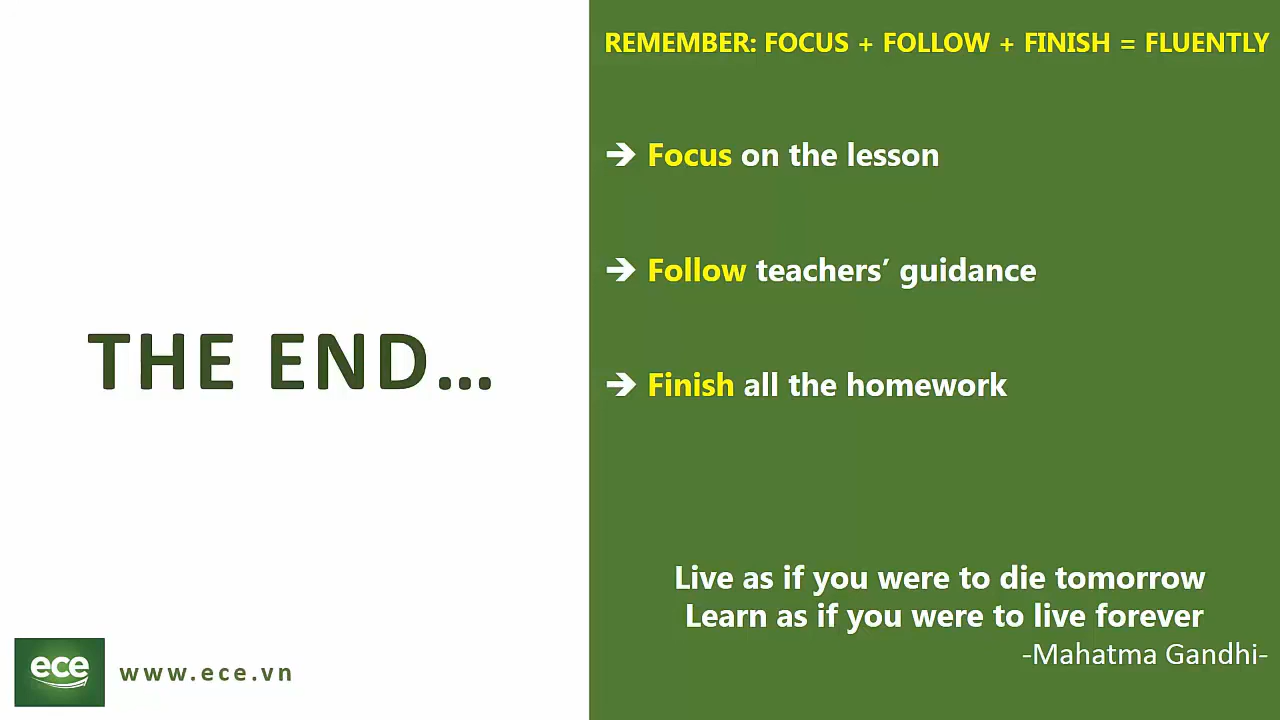 THE END...
ece
www.ece.vn
REMEMBER: FOCUS + FOLLOW + FINISH = FLUENTLY
➔ Focus on the lesson
➔ Follow teachers’ guidance
➔ Finish all the homework
Live as if you were to die tomorrow
Learn as if you were to live forever
-Mahatma Gandhi-